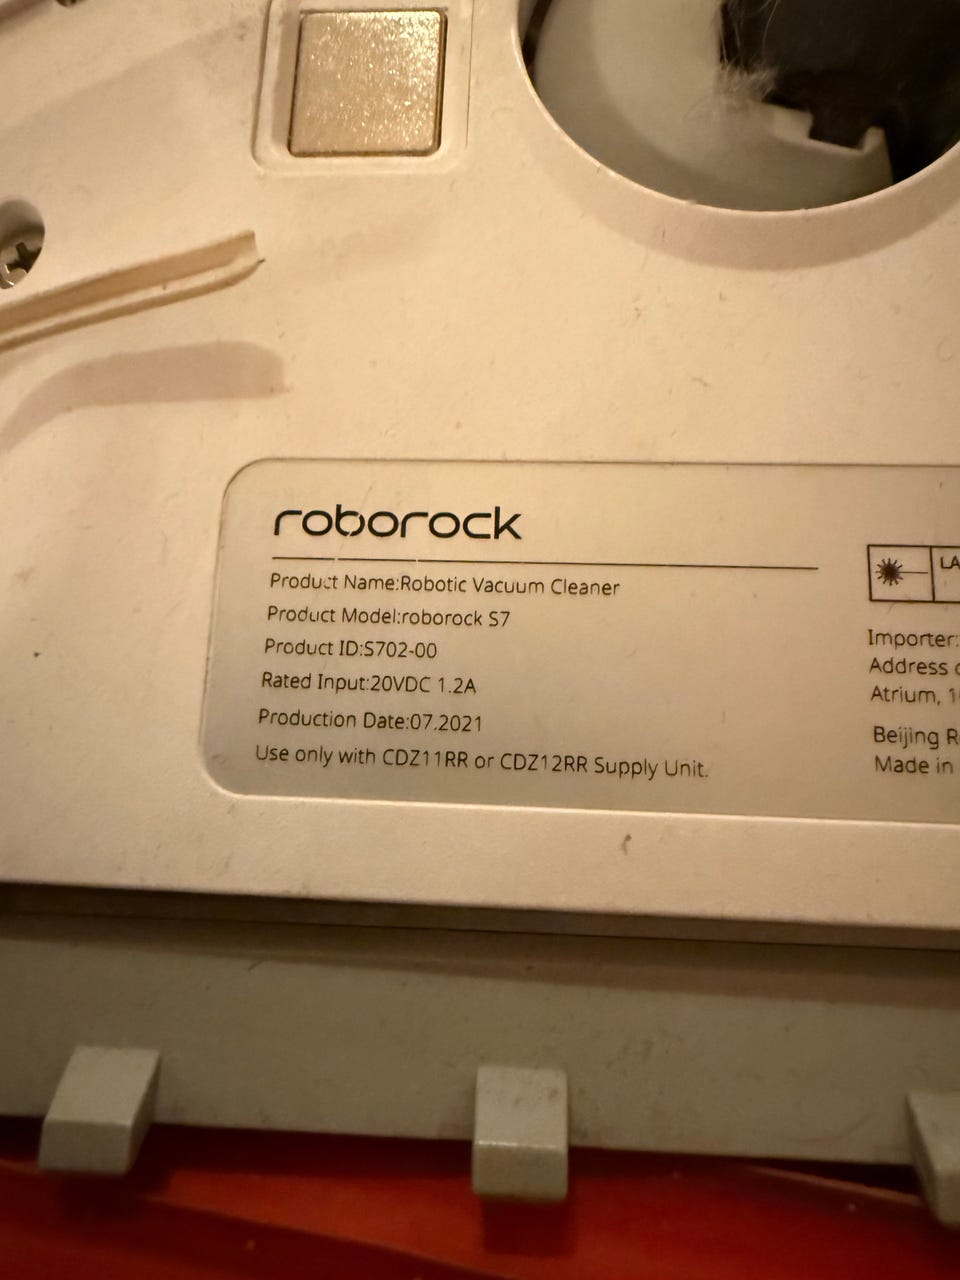 roborock
Product Name:Robotic Vacuum Cleaner
Product Model:roborock S7
Product ID:S702-00
Rated Input:20VDC 1.2A
Production Date:07.2021
Use only with CDZ11RR or CDZ12RR Supply Unit.
LA
Importer:
Address
Atrium,
Beijing R
Made in